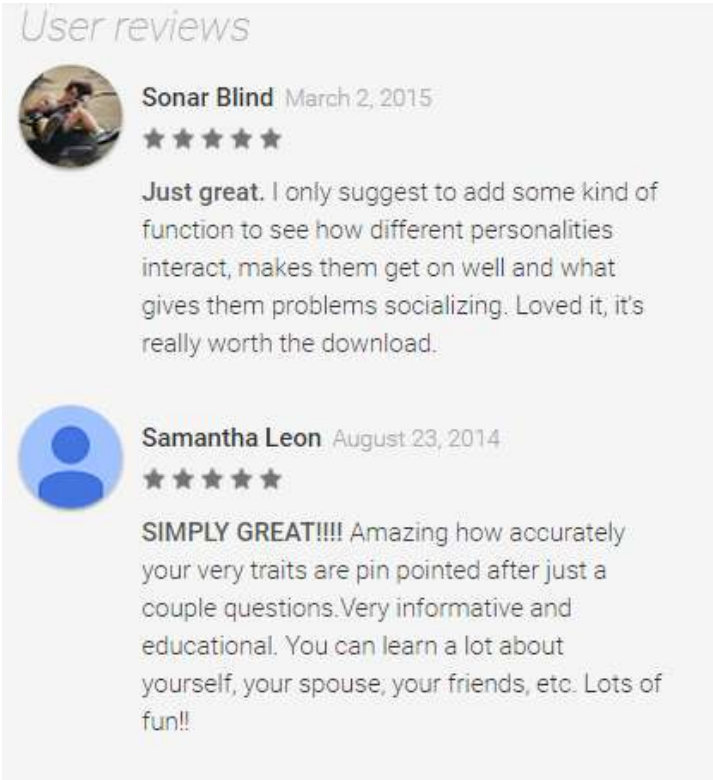 User reviews
Sonar Blind March 2, 2015
Just great. I only suggest to add some kind of
function to see how different personalities
interact, makes them get on well and what
gives them problems socializing. Loved it, it's
really worth the download.
Samantha Leon August 23, 2014
SIMPLY GREAT!!!! Amazing how accurately
your very traits are pin pointed after just a
couple questions.Very informative and
educational. You can learn a lot about
yourself, your spouse, your friends, etc. Lots of
fun!!